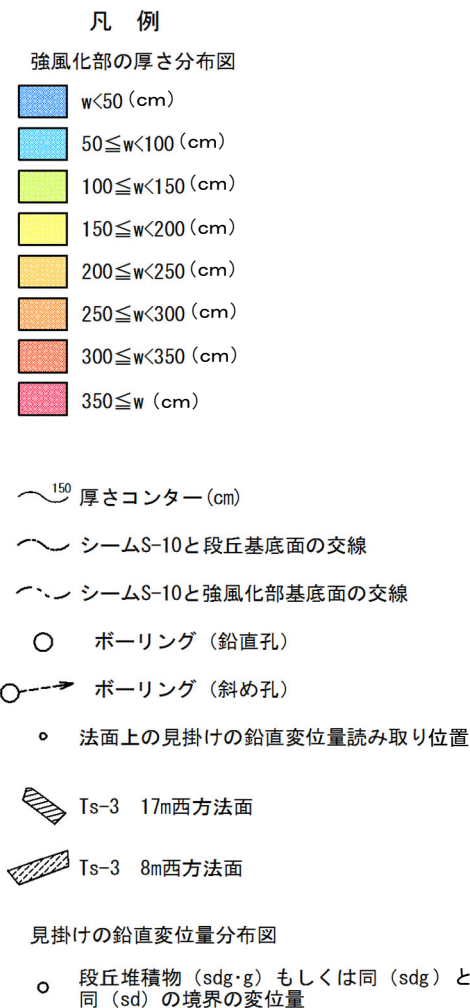 凡　例
強風化部の厚さ分布図
w<50(cm)
50≦w<100(cm)
100≦w<150(cm)
150≦w<200(cm)
200≦w<250(cm)
250≦w<300(cm)
300≦w<350(cm)
350≦w (cm)
150 厚さコンター(cm)
シームS-10と段丘基底面の交線
シームS-10と強風化部基底面の交線
ボーリング（鉛直孔）
ボーリング（斜め孔）
法面上の見掛けの鉛直変位量読み取り位置
Ts-3　17m西方法面
Ts-3　8m西方法面
見掛けの鉛直変位量分布図
段丘堆積物（sdg･g）もしくは同（sdg）と
同（sd）の境界の変位量